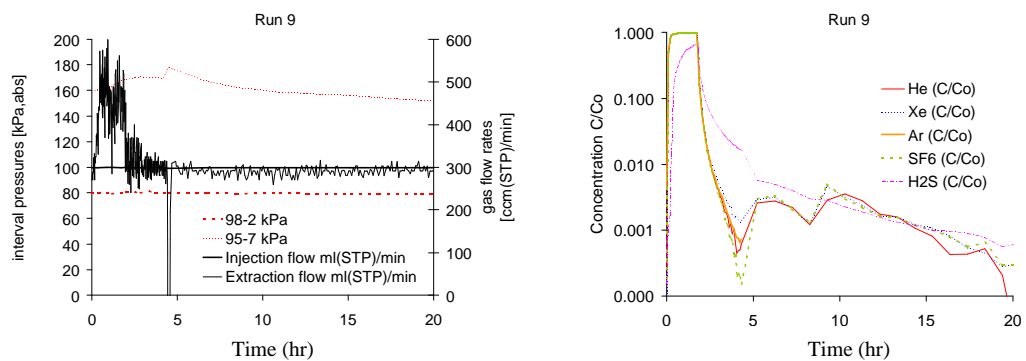 Run 9
200
180
160
140
120
100
80
60
40
20
0
interval pressures [kPa,abs]
600
500
400
300
200
100
0
gas flow rates
[ccm(STP)/min]
98-2 kPa
95-7 kPa
Injection flow ml(STP)/min
Extraction flow ml(STP)/min
0
5
10
15
20
Time (hr)
Run 9
1.000
0.100
0.010
0.001
0.000
Concentration C/Co
He (C/Co)
Xe (C/Co)
Ar (C/Co)
SF6 (C/Co)
H2S (C/Co)
0
5
10
15
20
Time (hr)